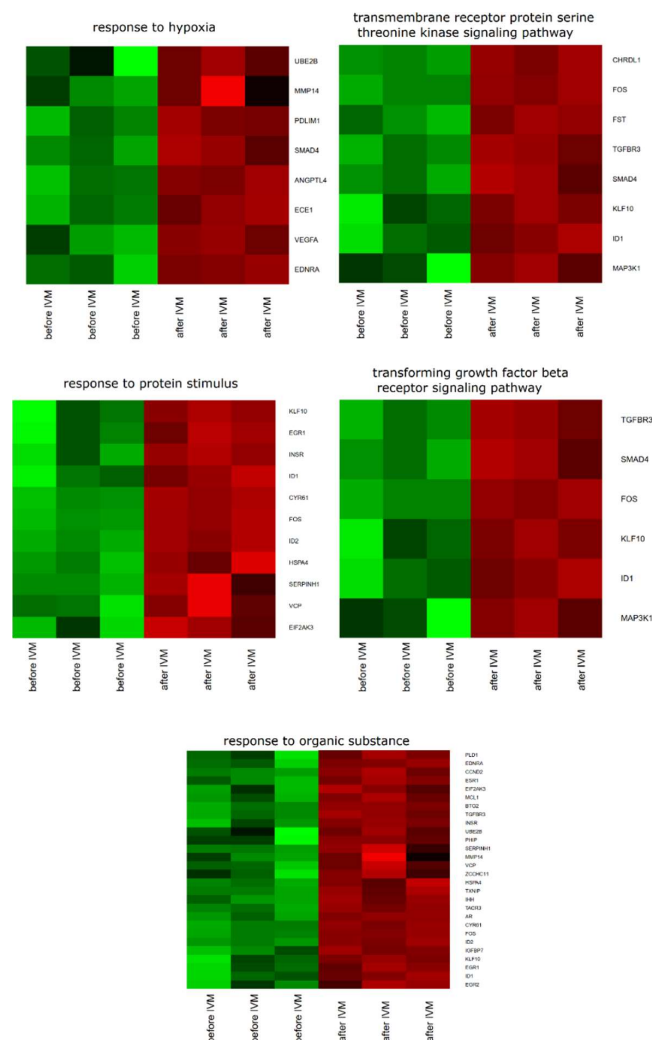 response to hypoxia
UBE2B
MMP14
PDLIM1
SMAD4
ANGPTL4
ECE1
VEGFA
EDNRA
before IVM
before IVM
before IVM
after IVM
after IVM
after IVM
transmembrane receptor protein serine
threonine kinase signaling pathway
CHRDL1
FOS
FST
TGFBR3
SMAD4
KLF10
ID1
MAP3K1
before IVM
before IVM
before IVM
after IVM
after IVM
after IVM
response to protein stimulus
KLF10
EGR1
INSR
ID1
CYR61
FOS
ID2
HSPA4
SERPINH1
VCP
EIF2AK3
before IVM
before IVM
before IVM
after IVM
after IVM
after IVM
transforming growth factor beta
receptor signaling pathway
TGFBR3
SMAD4
FOS
KLF10
ID1
MAP3K1
before IVM
before IVM
before IVM
after IVM
after IVM
after IVM
response to organic substance
PLD1
EDNRA
CCND2
ESR1
EIF2AK3
MCL1
BTG2
TGFBR3
INSR
UBE2B
PHIP
SERPINH1
MMP14
VCP
ZCCHC11
HSPA4
TXNIP
TACR3
AR
CYR61
FOS
ID2
IGFBP7
KLF10
EGR1
ID1
EGR2
before IVM
before IVM
before IVM
after IVM
after IVM
after IVM